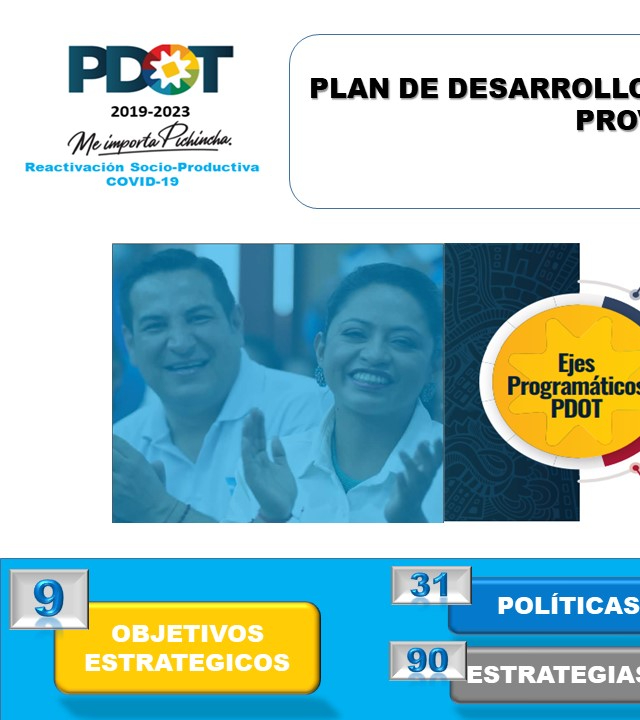 PDOT
2019-2023
Me importa Pichincha.
Reactivación Socio-Productiva
COVID-19
PLAN DE DESARROLLO
Ejes
Programáticos
PDOT
9
OBJETIVOS
ESTRATEGICOS
31
POLÍTICAS
90
ESTRATEGIAS